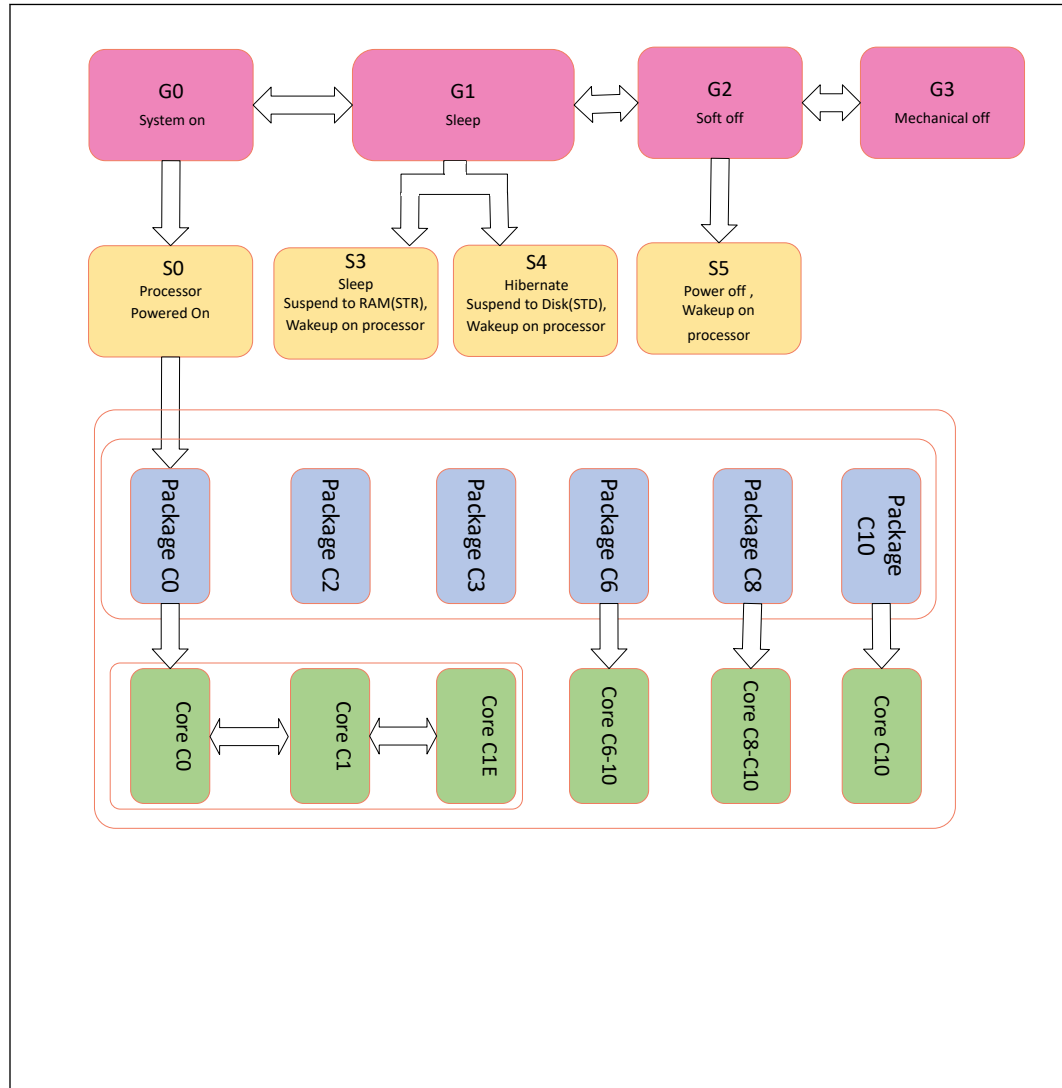 G0
System on
G1
Sleep
G2
Soft off
G3
Mechanical off
S0
Processor
Powered On
S3
Sleep
Suspend to RAM(STR),
Wakeup on processor
S4
Hibernate
Suspend to Disk(STD),
Wakeup on processor
S5
Power off ,
Wakeup on
processor
Package C0
Package C2
Package C3
Package C6
Package C8
Package
C10
Core C0
Core C1
Core C1E
Core C6-10
Core C8-C10
Core C10